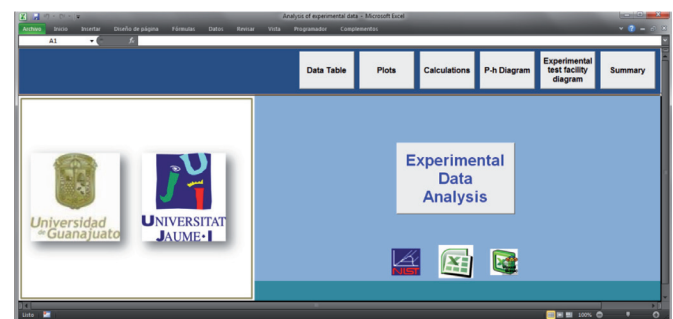 Analysis of experimental data - Microsoft Excel
Archivo Inicio Insertar Diseño de página Fórmulas Datos Revisar Vista Programador Complementos
A1 fx
Data Table
Plots
Calculations
P-h Diagram
Experimental
test facility
diagram
Summary
Universidad
de Guanajuato
UNIVERSITAT
JAUME·I
Experimental
Data
Analysis
NIST
Listo 100%